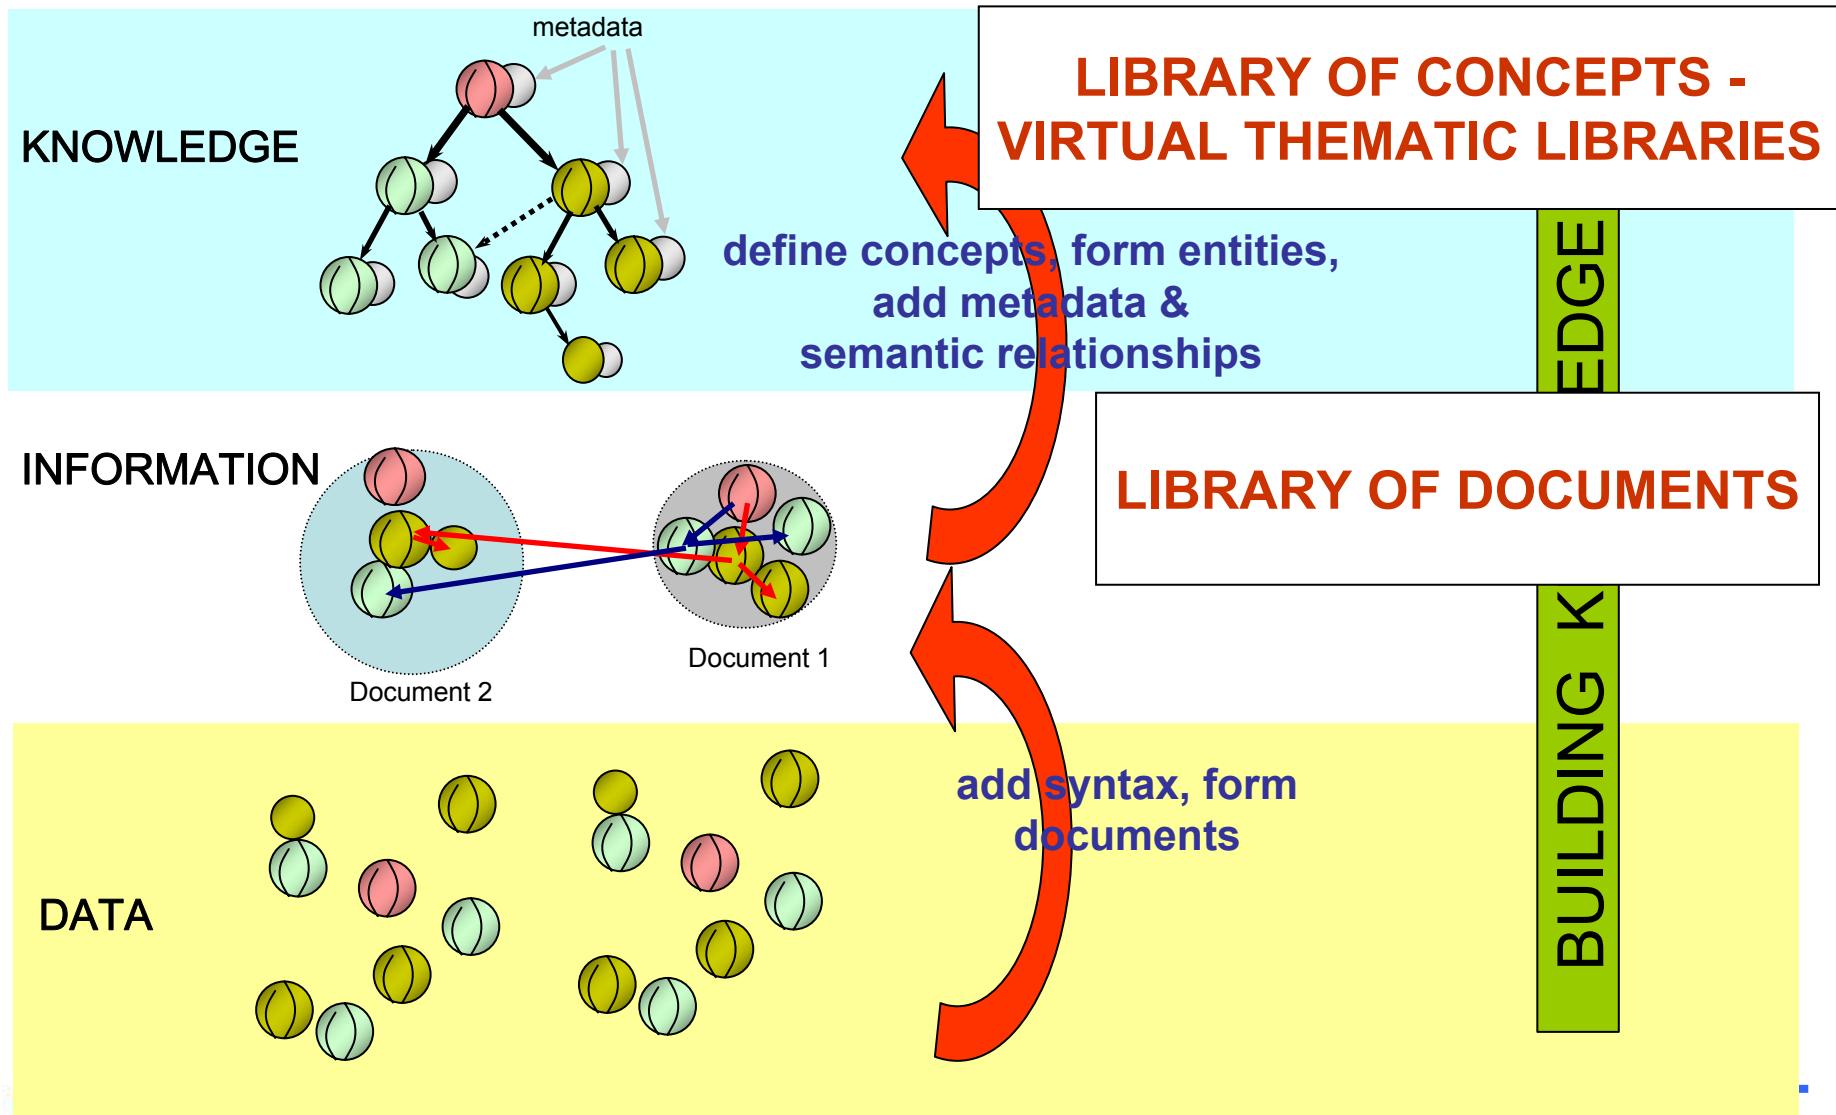 metadata
LIBRARY OF CONCEPTS -
VIRTUAL THEMATIC LIBRARIES
KNOWLEDGE
define concepts, form entities,
add metadata &
semantic relationships
INFORMATION
LIBRARY OF DOCUMENTS
Document 1
Document 2
add syntax, form
documents
DATA
BUILDING K EDGE